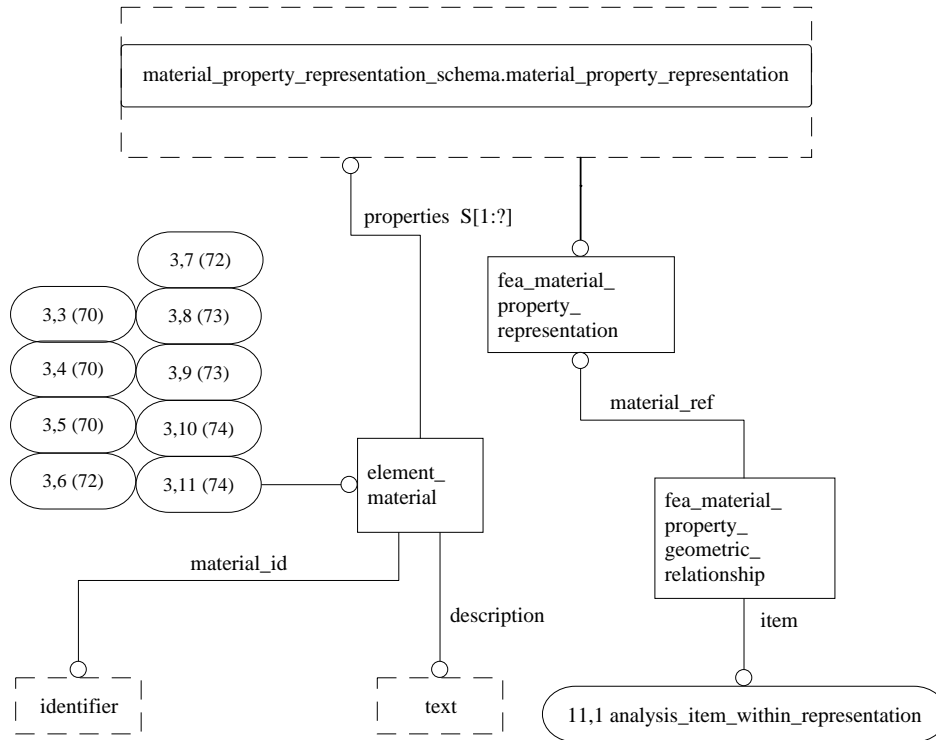 material_property_representation_schema.material_property_representation
properties S[1:?]
3,7 (72)
3,3 (70)
3,8 (73)
3,4 (70)
3,9 (73)
3,5 (70)
3,10 (74)
3,6 (72)
3,11 (74)
fea_material_
property_
representation
material_ref
element_
material
fea_material_
property_
geometric_
relationship
material_id
description
item
identifier
text
11,1 analysis_item_within_representation